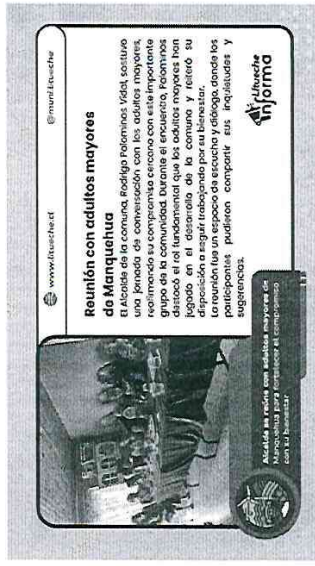 www.litueche.cl
@muni.litueche
Reunión con adultos mayores
de Manquehua
El Alcalde de la comuna, Rodrigo Palominos Vidal, sostuvo
una jornada de conversación con los adultos mayores,
reafirmando su compromiso cercano con este importante
grupo de la comunidad. Durante el encuentro, Palominos
destacó el rol fundamental que los adultos mayores han
jugado en el desarrollo de la comuna y reiteró su
disposición a seguir trabajando por su bienestar.
La reunión fue un espacio de escucha y diálogo, donde los
participantes pudieron compartir sus inquietudes y
sugerencias.
Alcalde se reúne con adultos mayores de
Manquehua para fortalecer el compromiso
con su bienestar
Litueche
Informa